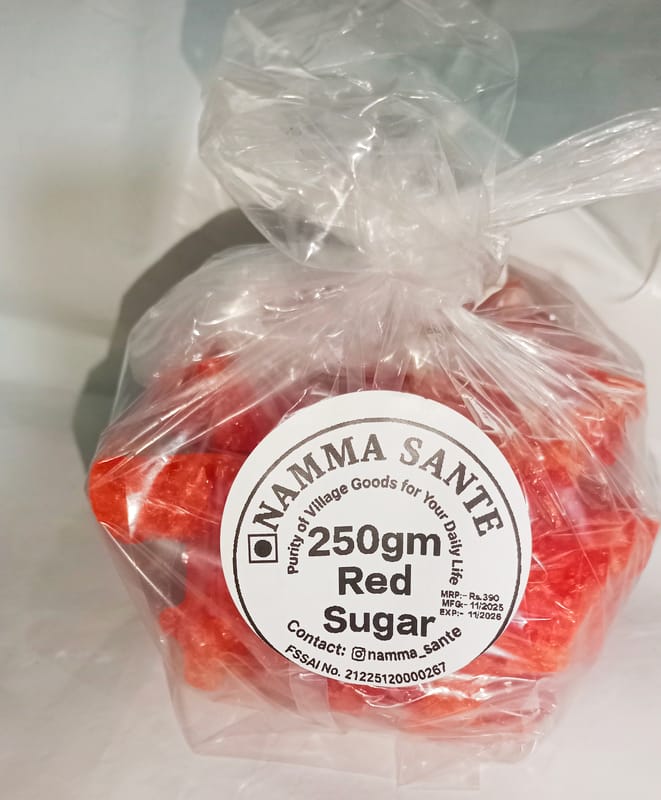 NAMMA SANTE
Purity of Village Goods for Your Daily Life
250gm
Red
Sugar
MRP:- Rs.390
MFG:- 11/2025
EXP:- 11/2026
Contact: namma_sante
FSSAI No. 21225120000267